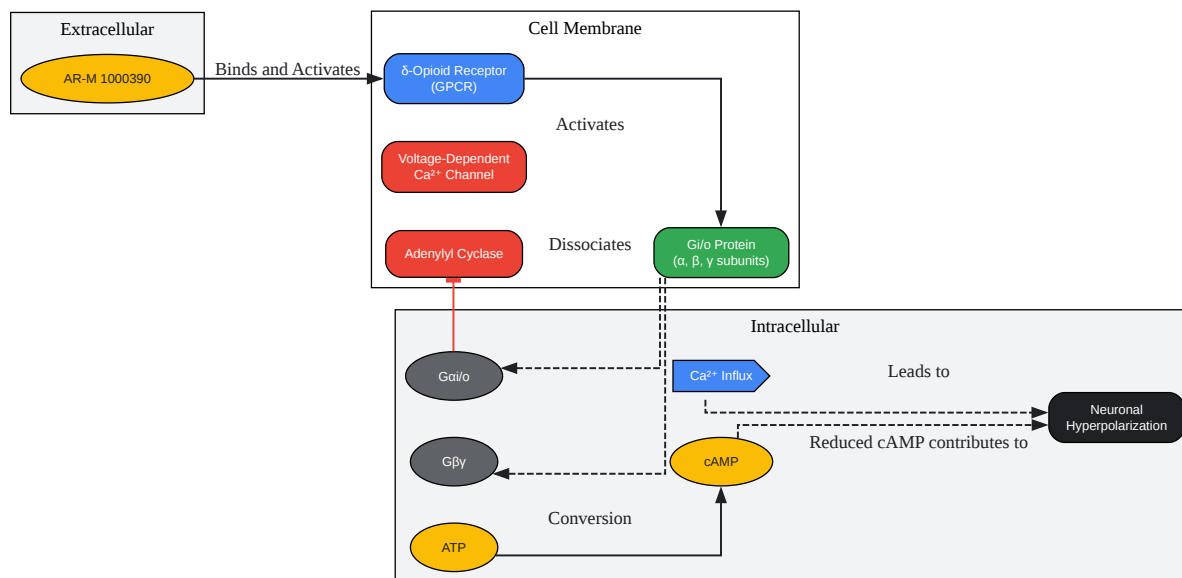 Extracellular
AR-M 1000390
Binds and Activates
Cell Membrane
δ-Opioid Receptor
(GPCR)
Activates
Voltage-Dependent
Ca²⁺ Channel
Adenylyl Cyclase
Dissociates
Gi/o Protein
(α, β, γ subunits)
Intracellular
Gαi/o
Ca²⁺ Influx
Leads to
Neuronal
Hyperpolarization
Reduced cAMP contributes to
Gβγ
cAMP
Conversion
ATP